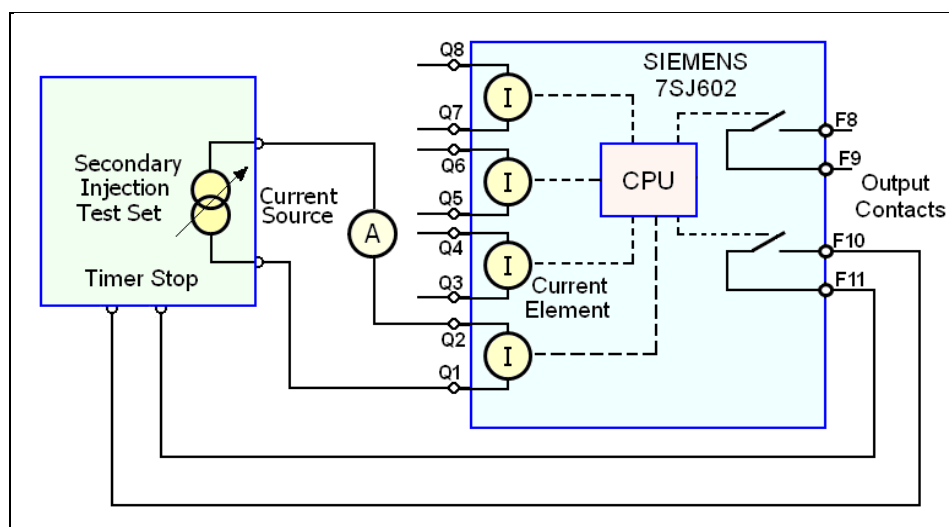 Secondary
Injection
Test Set
Current
Source
Timer Stop
A
Q8
Q7
Q6
Q5
Q4
Q3
Q2
Q1
I
I
I
I
Current
Element
SIEMENS
7SJ602
CPU
F8
F9
Output
Contacts
F10
F11